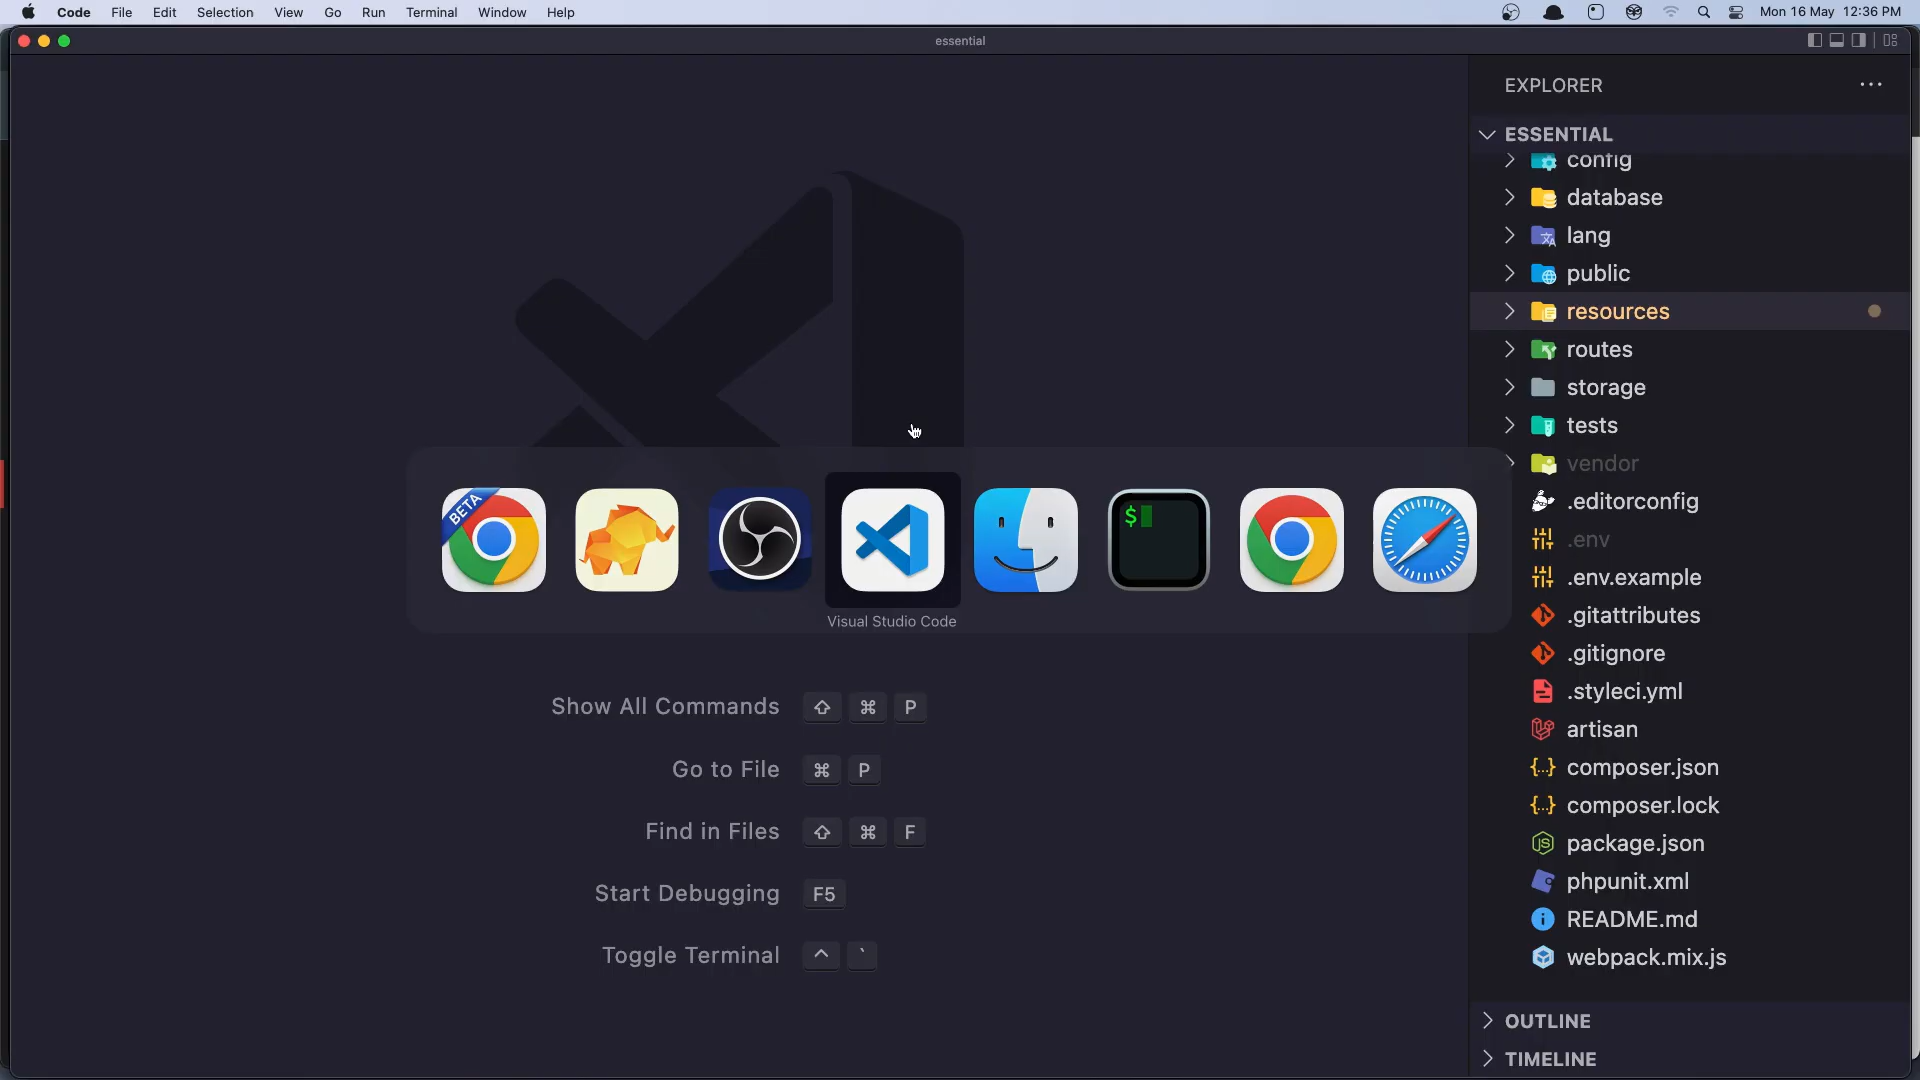 Code File Edit Selection View Go Run Terminal Window Help
Mon 16 May 12:36 PM
essential
EXPLORER
ESSENTIAL
config
database
lang
public
resources
routes
storage
tests
vendor
.editorconfig
.env
.env.example
.gitattributes
.gitignore
.styleci.yml
artisan
composer.json
composer.lock
package.json
phpunit.xml
README.md
webpack.mix.js
OUTLINE
TIMELINE
BETA
$
Visual Studio Code
Show All Commands ⇧ ⌘ P
Go to File ⌘ P
Find in Files ⇧ ⌘ F
Start Debugging F5
Toggle Terminal ^ `